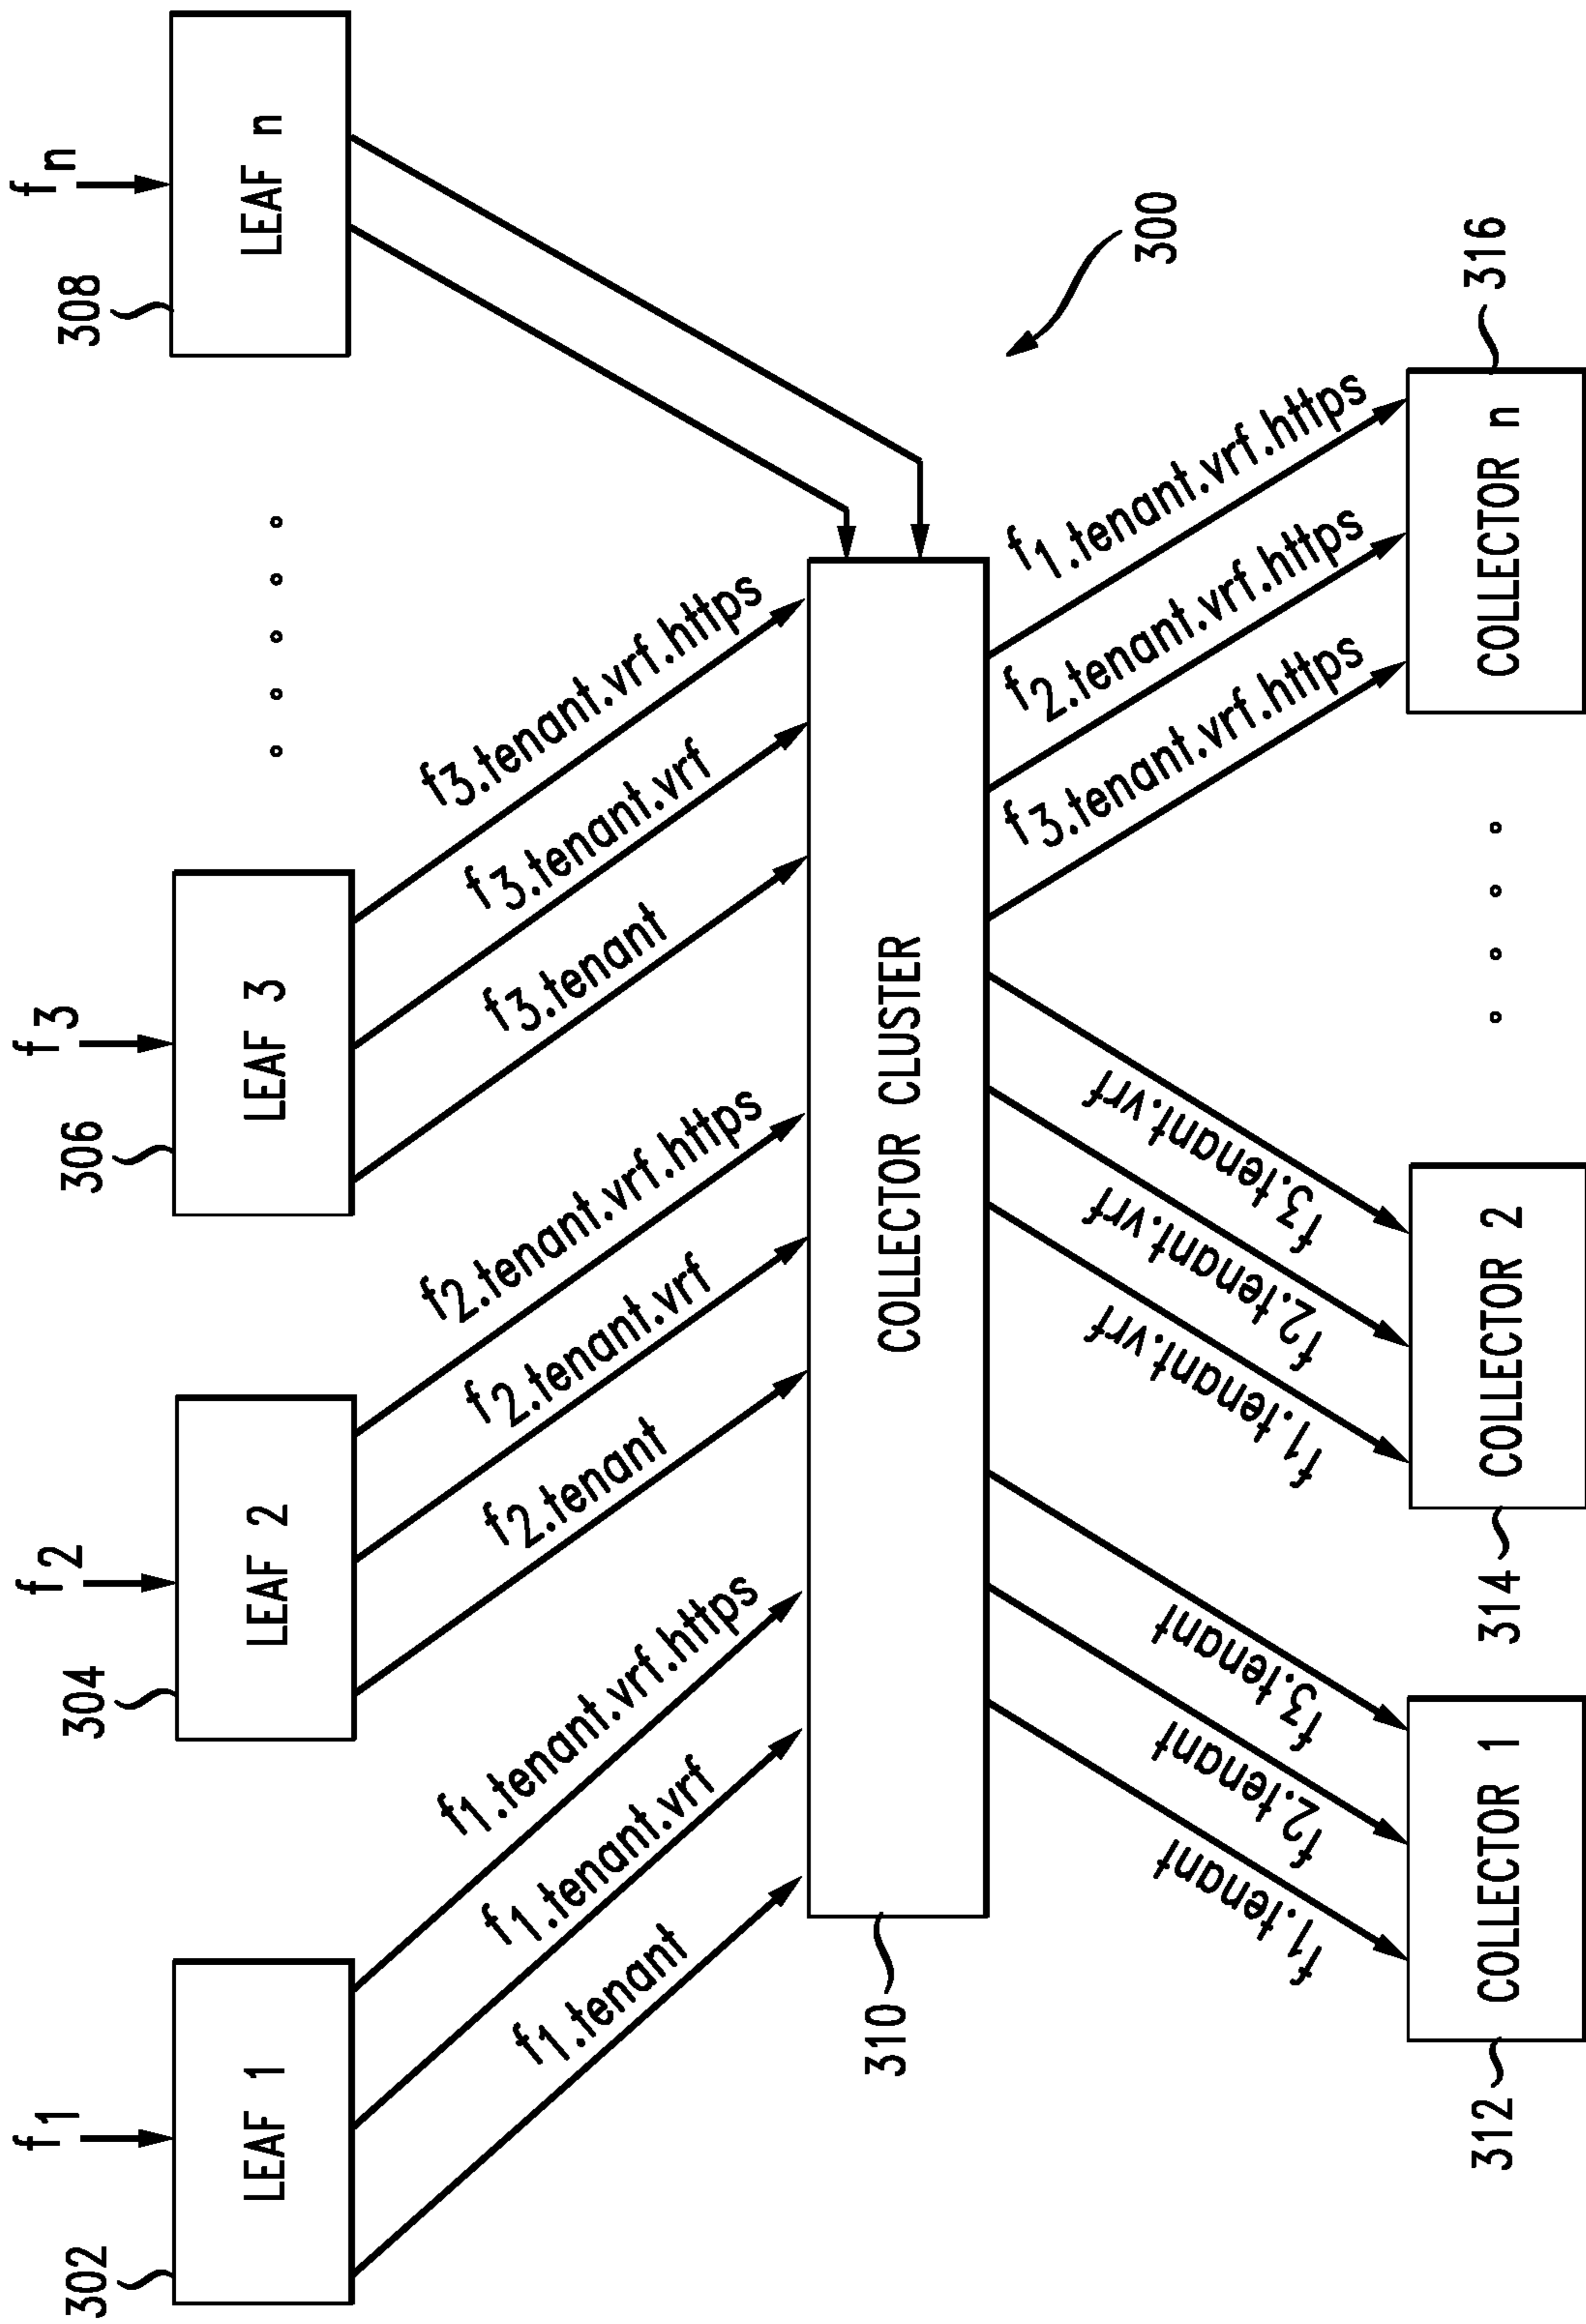 f1
f2
f3
fn
302
304
306
308
LEAF 1
LEAF 2
LEAF 3
LEAF n
f1.tenant
f1.tenant.vrf
f1.tenant.vrf.https
f2.tenant
f2.tenant.vrf
f2.tenant.vrf.https
f3.tenant
f3.tenant.vrf
f3.tenant.vrf.https
310
COLLECTOR CLUSTER
300
f1.tenant
f2.tenant
f3.tenant
f1.tenant.vrf
f2.tenant.vrf
f3.tenant.vrf
f3.tenant.vrf.https
f2.tenant.vrf.https
f1.tenant.vrf.https
312
COLLECTOR 1
314
COLLECTOR 2
COLLECTOR n
316